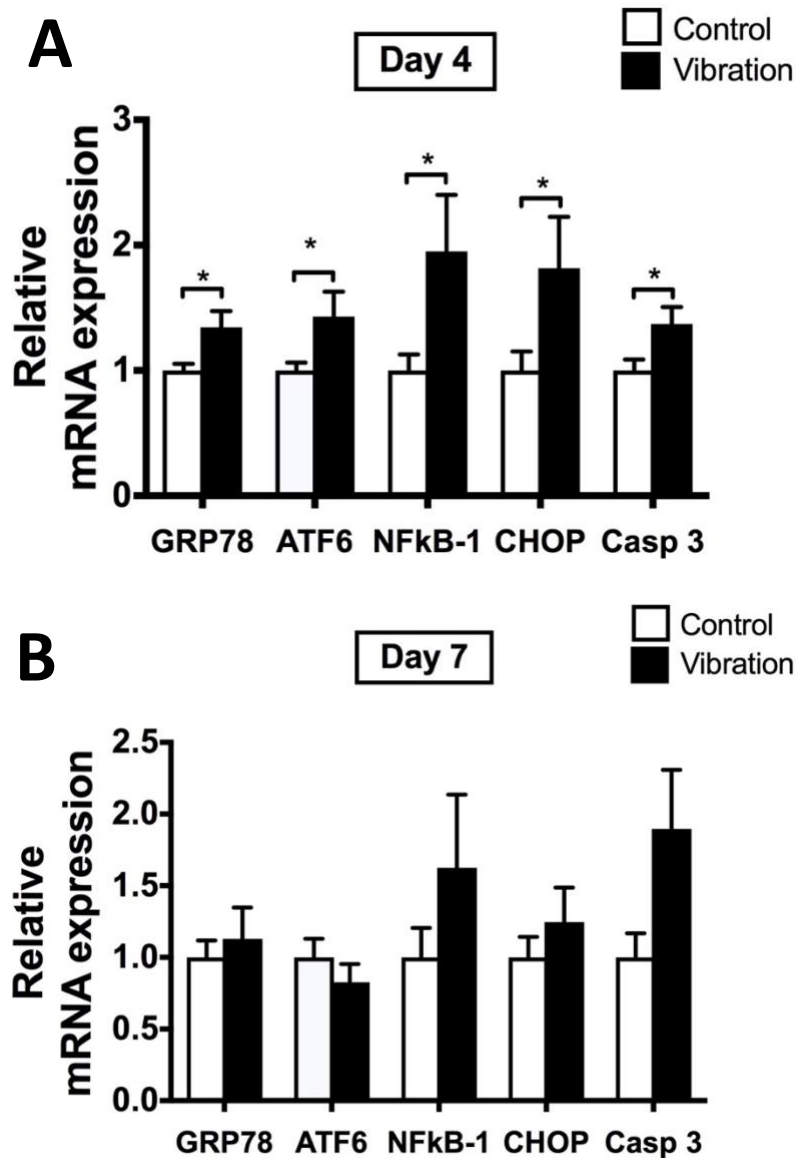 A
Day 4
Control
Vibration
Relative
mRNA expression
3
2
1
0
*
*
*
*
*
GRP78 ATF6 NFkB-1 CHOP Casp 3
B
Day 7
Control
Vibration
Relative
mRNA expression
2.5
2.0
1.5
1.0
0.5
0.0
GRP78 ATF6 NFkB-1 CHOP Casp 3